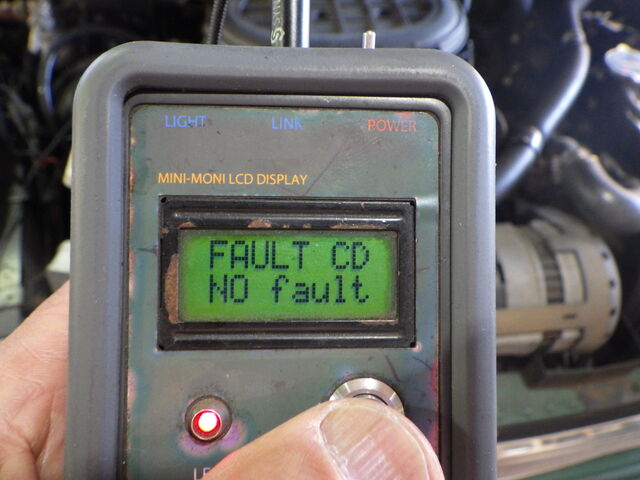 LIGHT LINK POWER
MINI-MONI LCD DISPLAY
FAULT CD
NO fault